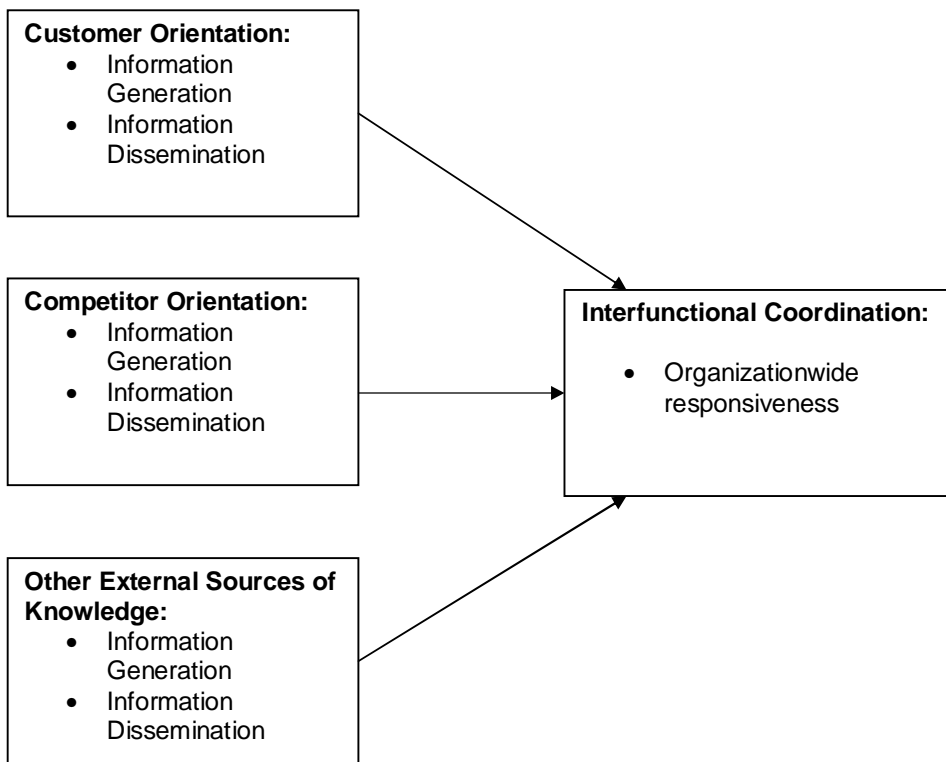 Customer Orientation:
• Information
Generation
• Information
Dissemination
Competitor Orientation:
• Information
Generation
• Information
Dissemination
Interfunctional Coordination:
• Organizationwide
responsiveness
Other External Sources of
Knowledge:
• Information
Generation
• Information
Dissemination